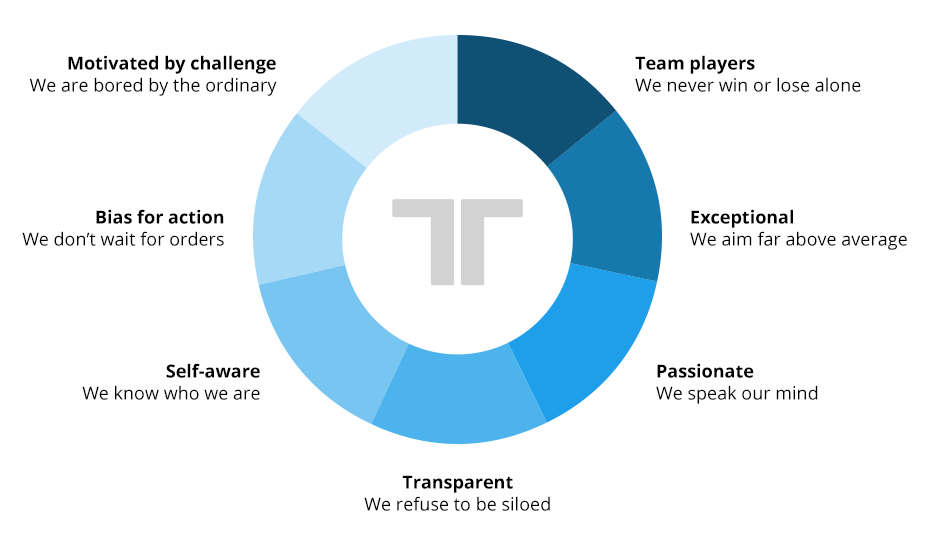 Motivated by challenge
We are bored by the ordinary
Team players
We never win or lose alone
Bias for action
We don’t wait for orders
Exceptional
We aim far above average
Self-aware
We know who we are
Passionate
We speak our mind
Transparent
We refuse to be siloed